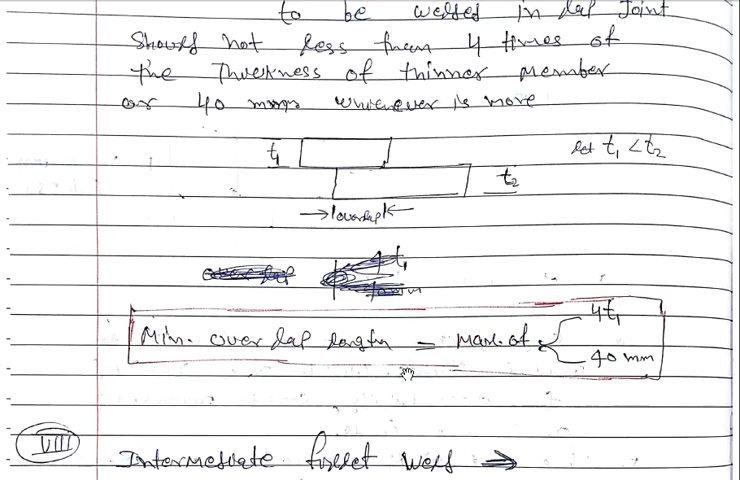 to be welded in lap joint
should not less than 4 times of
the thickness of thinner member
or 40 mm whichever is more
t1 let t1 < t2
t2
overlap
Min. over lap length = Max. of 4t1
40 mm
VIII Intermediate fillet weld ⇒